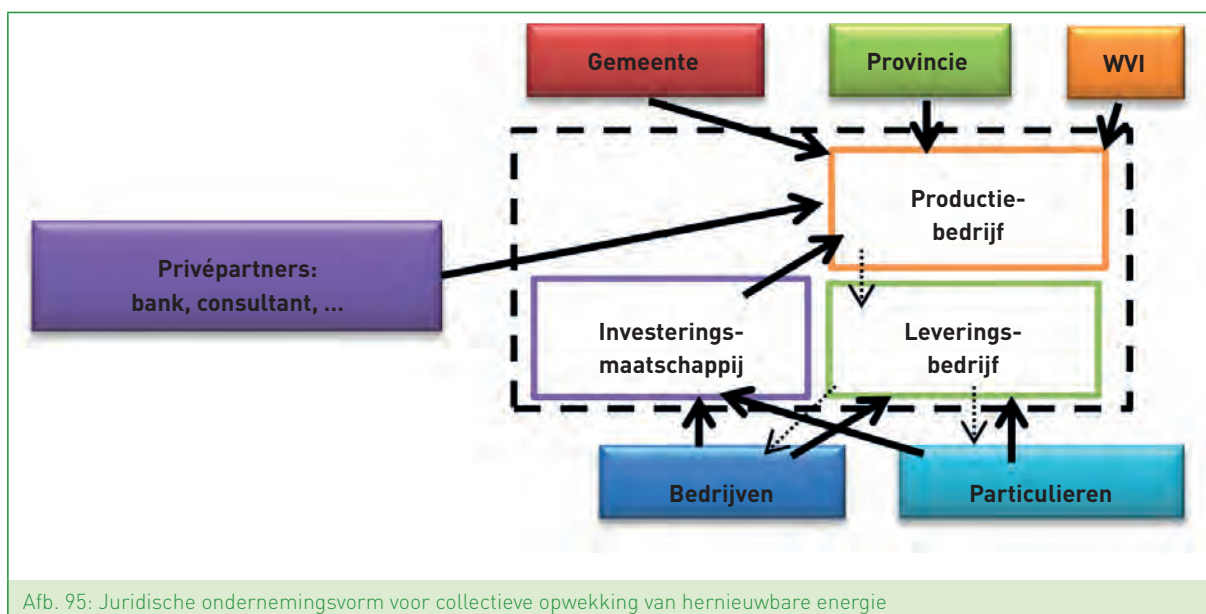 Gemeente
Provincie
WVI
Productie-
bedrijf
Privépartners:
bank, consultant, ...
Investerings-
maatschappij
Leverings-
bedrijf
Bedrijven
Particulieren
Afb. 95: Juridische ondernemingsvorm voor collectieve opwekking van hernieuwbare energie